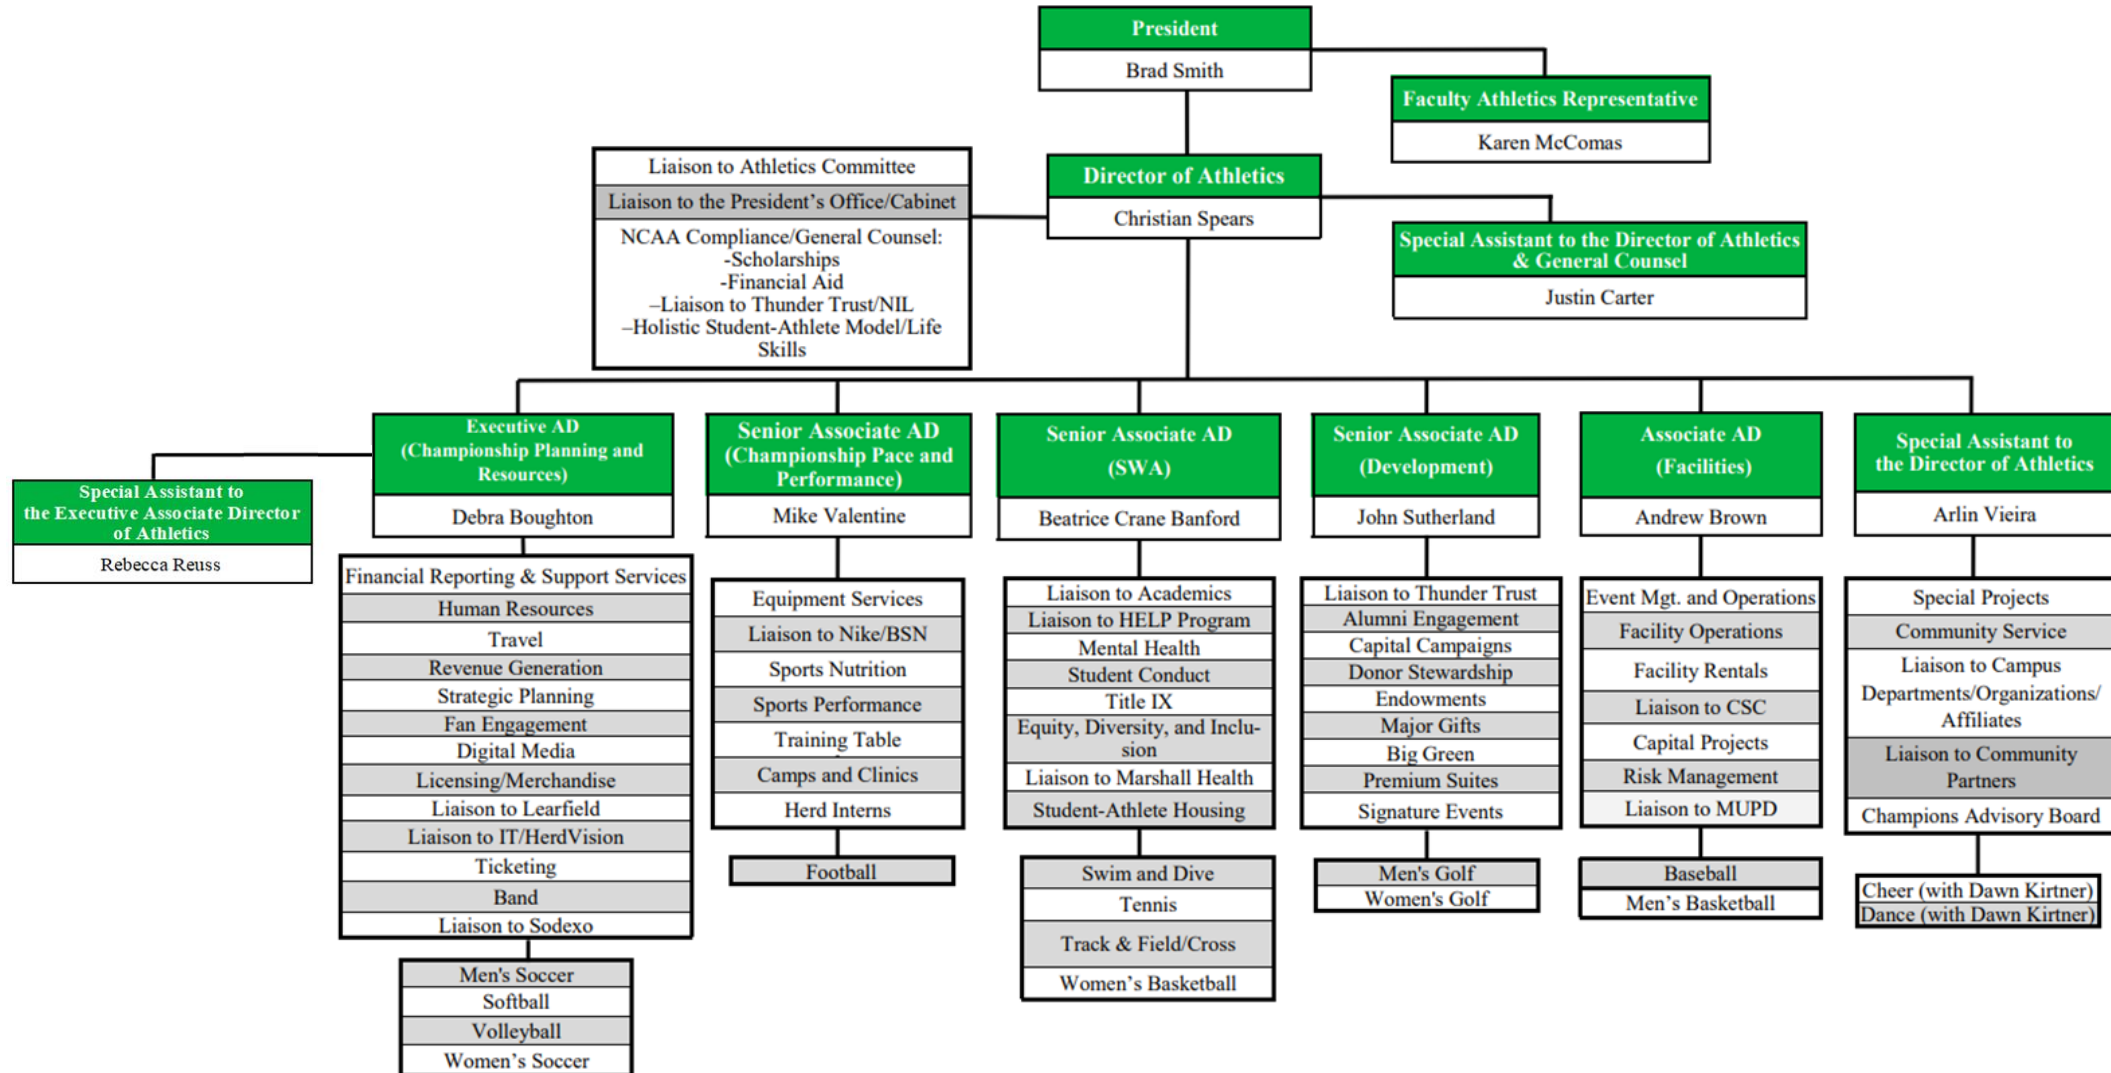 President
Brad Smith
Faculty Athletics Representative
Karen McComas
Director of Athletics
Christian Spears
Liaison to Athletics Committee
Liaison to the President’s Office/Cabinet
NCAA Compliance/General Counsel:
-Scholarships
-Financial Aid
–Liaison to Thunder Trust/NIL
–Holistic Student-Athlete Model/Life
Skills
Special Assistant to the Director of Athletics
& General Counsel
Justin Carter
Special Assistant to
the Executive Associate Director
of Athletics
Rebecca Reuss
Executive AD
(Championship Planning and
Resources)
Debra Boughton
Financial Reporting & Support Services
Human Resources
Travel
Revenue Generation
Strategic Planning
Fan Engagement
Digital Media
Licensing/Merchandise
Liaison to Learfield
Liaison to IT/HerdVision
Ticketing
Band
Liaison to Sodexo
Men's Soccer
Softball
Volleyball
Women’s Soccer
Senior Associate AD
(Championship Pace and
Performance)
Mike Valentine
Equipment Services
Liaison to Nike/BSN
Sports Nutrition
Sports Performance
Training Table
Camps and Clinics
Herd Interns
Football
Senior Associate AD
(SWA)
Beatrice Crane Banford
Liaison to Academics
Liaison to HELP Program
Mental Health
Student Conduct
Title IX
Equity, Diversity, and Inclu-
sion
Liaison to Marshall Health
Student-Athlete Housing
Swim and Dive
Tennis
Track & Field/Cross
Women’s Basketball
Senior Associate AD
(Development)
John Sutherland
Liaison to Thunder Trust
Alumni Engagement
Capital Campaigns
Donor Stewardship
Endowments
Major Gifts
Big Green
Premium Suites
Signature Events
Men's Golf
Women's Golf
Associate AD
(Facilities)
Andrew Brown
Event Mgt. and Operations
Facility Operations
Facility Rentals
Liaison to CSC
Capital Projects
Risk Management
Liaison to MUPD
Baseball
Men’s Basketball
Special Assistant to
the Director of Athletics
Arlin Vieira
Special Projects
Community Service
Liaison to Campus
Departments/Organizations/
Affiliates
Liaison to Community
Partners
Champions Advisory Board
Cheer (with Dawn Kirtner)
Dance (with Dawn Kirtner)